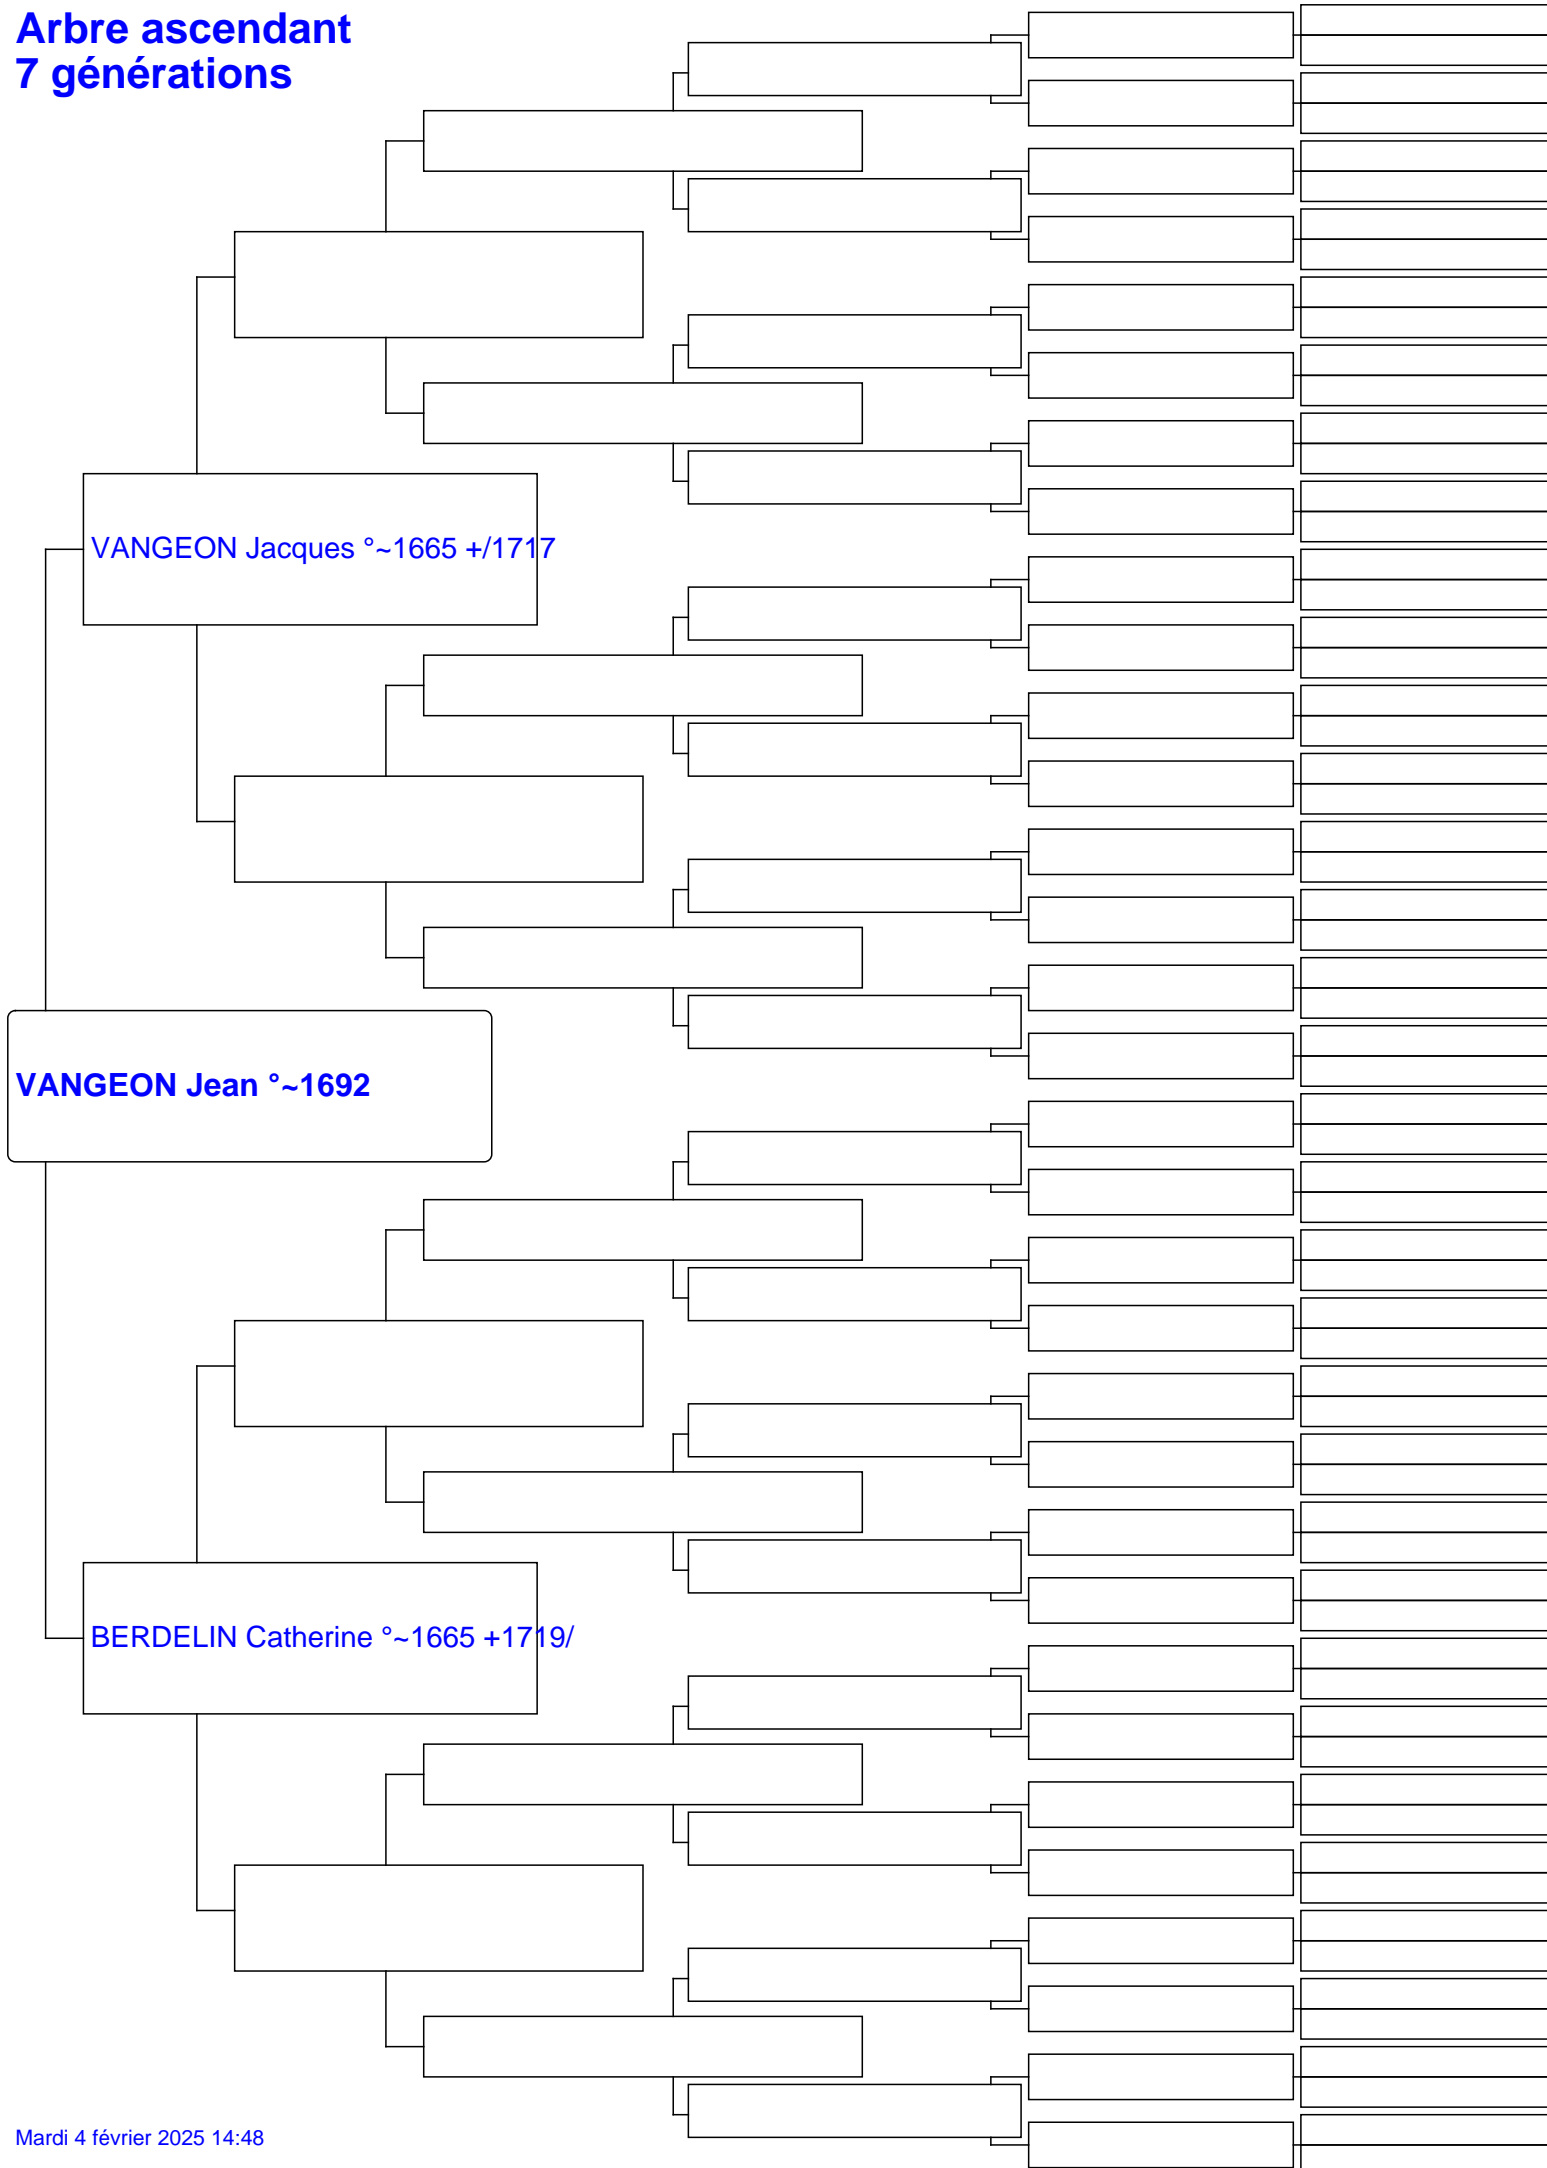 Arbre ascendant
7 générations
VANGEON Jacques °~1665 +/1717
VANGEON Jean °~1692
BERDELIN Catherine °~1665 +1719/
Mardi 4 février 2025 14:48